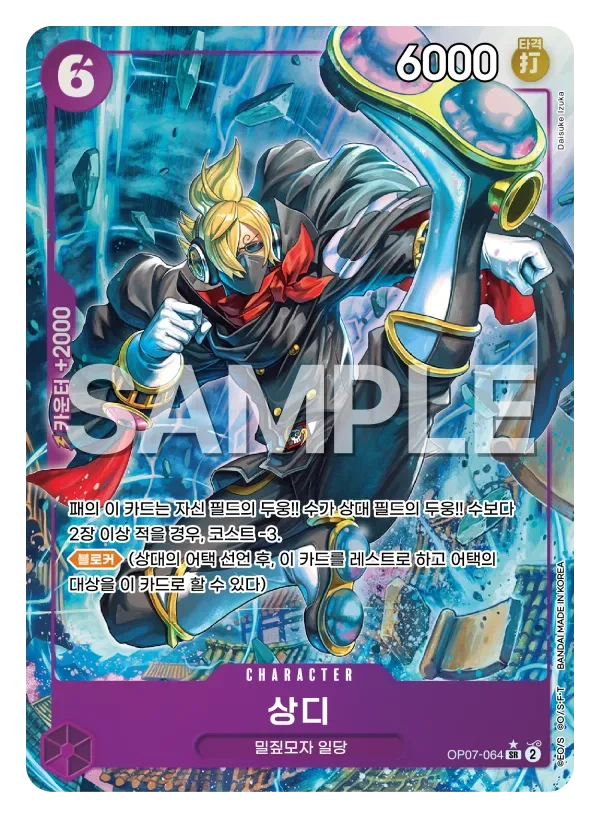 6
6000
타격
打
Daisuke Izuka
카운터 +2000
SAMPLE
패의 이 카드는 자신 필드의 두웅!! 수가 상대 필드의 두웅!! 수보다
2장 이상 적을 경우, 코스트 -3.
블로커 (상대의 어택 선언 후, 이 카드를 레스트로 하고 어택의
대상을 이 카드로 할 수 있다)
©EO/S ©O/S·F·T BANDAI MADE IN KOREA
CHARACTER
상디
밀짚모자 일당
OP07-064 SR 2